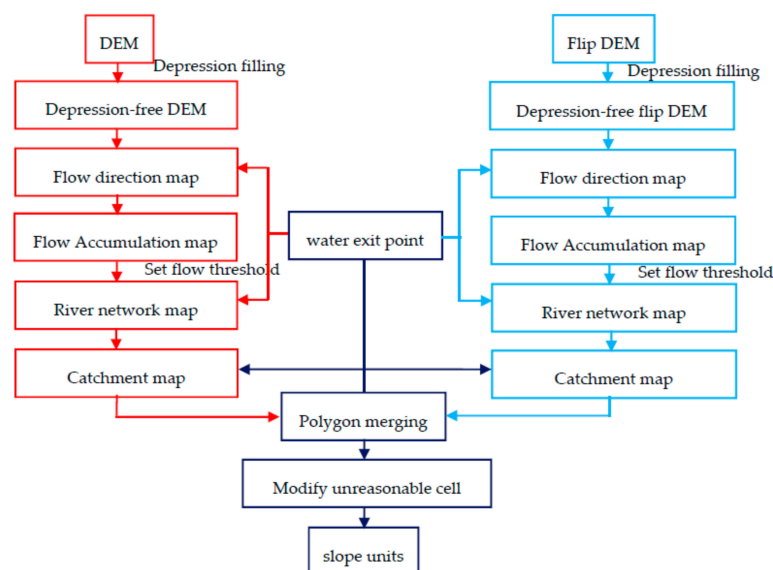 DEM
Flip DEM
Depression filling
Depression filling
Depression-free DEM
Depression-free flip DEM
Flow direction map
Flow direction map
Flow Accumulation map
water exit point
Flow Accumulation map
Set flow threshold
Set flow threshold
River network map
River network map
Catchment map
Catchment map
Polygon merging
Modify unreasonable cell
slope units